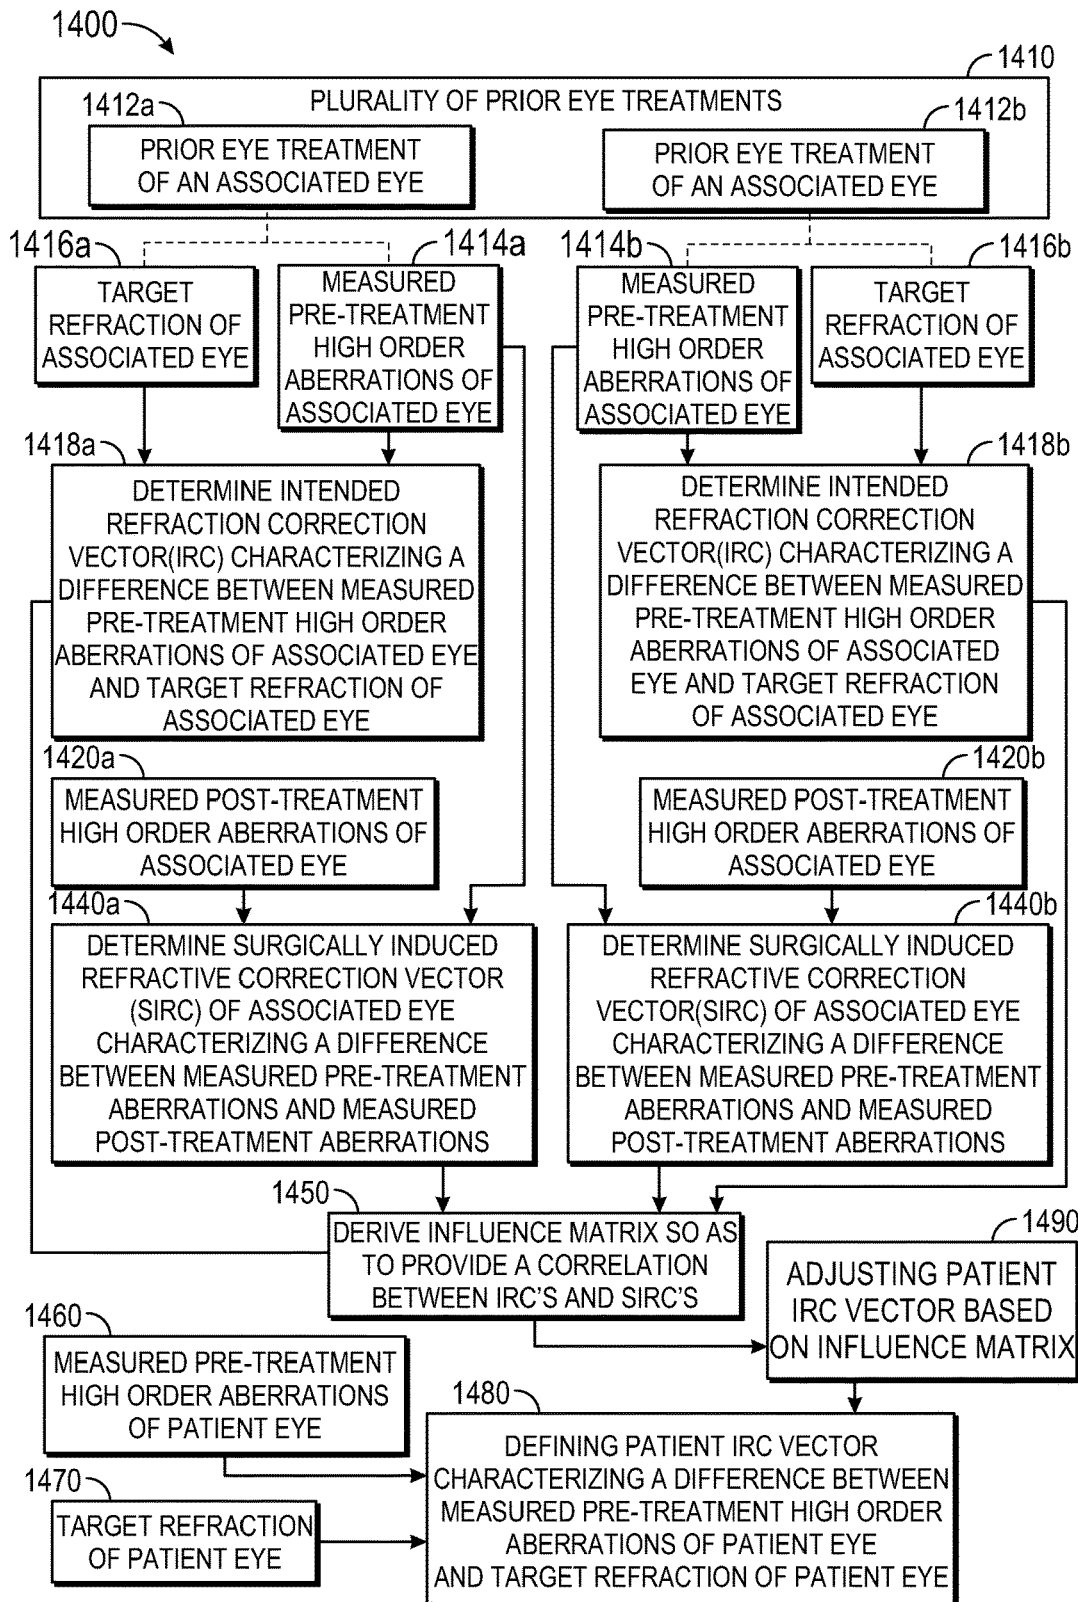 1400
1410
PLURALITY OF PRIOR EYE TREATMENTS
1412a
PRIOR EYE TREATMENT
OF AN ASSOCIATED EYE
1412b
PRIOR EYE TREATMENT
OF AN ASSOCIATED EYE
1416a
TARGET
REFRACTION OF
ASSOCIATED EYE
1414a
MEASURED
PRE-TREATMENT
HIGH ORDER
ABERRATIONS OF
ASSOCIATED EYE
1414b
MEASURED
PRE-TREATMENT
HIGH ORDER
ABERRATIONS OF
ASSOCIATED EYE
1416b
TARGET
REFRACTION OF
ASSOCIATED EYE
1418a
DETERMINE INTENDED
REFRACTION CORRECTION
VECTOR(IRC) CHARACTERIZING A
DIFFERENCE BETWEEN MEASURED
PRE-TREATMENT HIGH ORDER
ABERRATIONS OF ASSOCIATED EYE
AND TARGET REFRACTION OF
ASSOCIATED EYE
1418b
DETERMINE INTENDED
REFRACTION CORRECTION
VECTOR(IRC) CHARACTERIZING A
DIFFERENCE BETWEEN MEASURED
PRE-TREATMENT HIGH ORDER
ABERRATIONS OF ASSOCIATED
EYE AND TARGET REFRACTION
OF ASSOCIATED EYE
1420a
MEASURED POST-TREATMENT
HIGH ORDER ABERRATIONS OF
ASSOCIATED EYE
1420b
MEASURED POST-TREATMENT
HIGH ORDER ABERRATIONS OF
ASSOCIATED EYE
1440a
DETERMINE SURGICALLY INDUCED
REFRACTIVE CORRECTION VECTOR
(SIRC) OF ASSOCIATED EYE
CHARACTERIZING A DIFFERENCE
BETWEEN MEASURED PRE-TREATMENT
ABERRATIONS AND MEASURED
POST-TREATMENT ABERRATIONS
1440b
DETERMINE SURGICALLY INDUCED
REFRACTIVE CORRECTION
VECTOR(SIRC) OF ASSOCIATED EYE
CHARACTERIZING A DIFFERENCE
BETWEEN MEASURED PRE-TREATMENT
ABERRATIONS AND MEASURED
POST-TREATMENT ABERRATIONS
1450
DERIVE INFLUENCE MATRIX SO AS
TO PROVIDE A CORRELATION
BETWEEN IRC'S AND SIRC'S
1490
ADJUSTING PATIENT
IRC VECTOR BASED
ON INFLUENCE MATRIX
1460
MEASURED PRE-TREATMENT
HIGH ORDER ABERRATIONS
OF PATIENT EYE
1470
TARGET REFRACTION
OF PATIENT EYE
1480
DEFINING PATIENT IRC VECTOR
CHARACTERIZING A DIFFERENCE BETWEEN
MEASURED PRE-TREATMENT HIGH ORDER
ABERRATIONS OF PATIENT EYE
AND TARGET REFRACTION OF PATIENT EYE